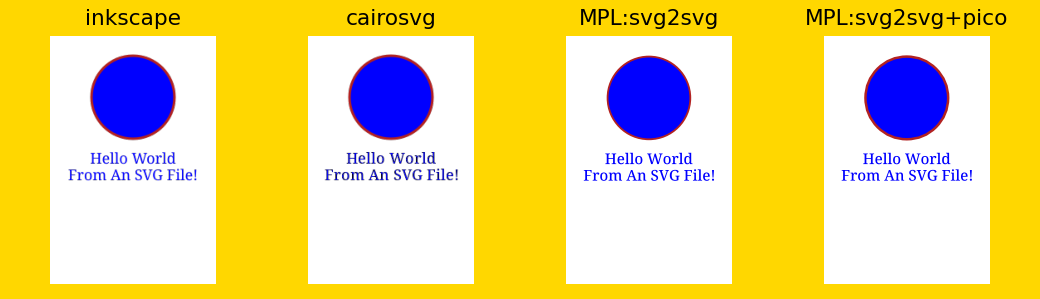 inkscape
cairosvg
MPL:svg2svg
MPL:svg2svg+pico
Hello World
From An SVG File!
Hello World
From An SVG File!
Hello World
From An SVG File!
Hello World
From An SVG File!